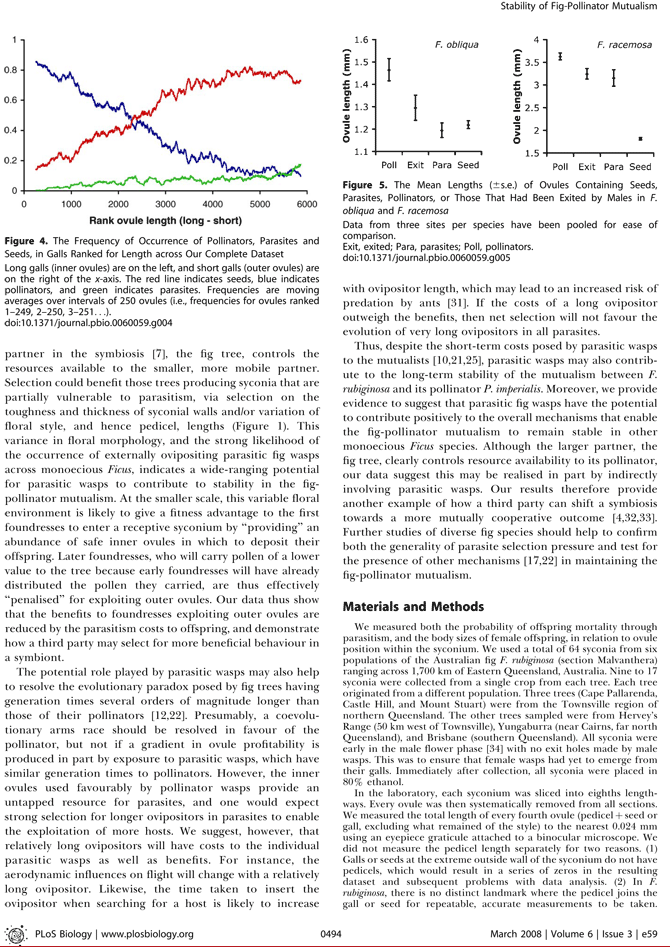 Stability of Fig-Pollinator Mutualism
1
0.8
0.6
0.4
0.2
0
0 1000 2000 3000 4000 5000 6000
Rank ovule length (long - short)
Figure 4. The Frequency of Occurrence of Pollinators, Parasites and
Seeds, in Galls Ranked for Length across Our Complete Dataset
Long galls (inner ovules) are on the left, and short galls (outer ovules) are
on the right of the x-axis. The red line indicates seeds, blue indicates
pollinators, and green indicates parasites. Frequencies are moving
averages over intervals of 250 ovules (i.e., frequencies for ovules ranked
1–249, 2–250, 3–251. . .).
doi:10.1371/journal.pbio.0060059.g004
partner in the symbiosis [7], the fig tree, controls the
resources available to the smaller, more mobile partner.
Selection could benefit those trees producing syconia that are
partially vulnerable to parasitism, via selection on the
toughness and thickness of syconial walls and/or variation of
floral style, and hence pedicel, lengths (Figure 1). This
variance in floral morphology, and the strong likelihood of
the occurrence of externally ovipositing parasitic fig wasps
across monoecious Ficus, indicates a wide-ranging potential
for parasitic wasps to contribute to stability in the fig-
pollinator mutualism. At the smaller scale, this variable floral
environment is likely to give a fitness advantage to the first
foundresses to enter a receptive syconium by “providing” an
abundance of safe inner ovules in which to deposit their
offspring. Later foundresses, who will carry pollen of a lower
value to the tree because early foundresses will have already
distributed the pollen they carried, are thus effectively
“penalised” for exploiting outer ovules. Our data thus show
that the benefits to foundresses exploiting outer ovules are
reduced by the parasitism costs to offspring, and demonstrate
how a third party may select for more beneficial behaviour in
a symbiont.
The potential role played by parasitic wasps may also help
to resolve the evolutionary paradox posed by fig trees having
generation times several orders of magnitude longer than
those of their pollinators [12,22]. Presumably, a coevolu-
tionary arms race should be resolved in favour of the
pollinator, but not if a gradient in ovule profitability is
produced in part by exposure to parasitic wasps, which have
similar generation times to pollinators. However, the inner
ovules used favourably by pollinator wasps provide an
untapped resource for parasites, and one would expect
strong selection for longer ovipositors in parasites to enable
the exploitation of more hosts. We suggest, however, that
relatively long ovipositors will have costs to the individual
parasitic wasps as well as benefits. For instance, the
aerodynamic influences on flight will change with a relatively
long ovipositor. Likewise, the time taken to insert the
ovipositor when searching for a host is likely to increase
F. obliqua
Ovule length (mm)
1.6
1.5
1.4
1.3
1.2
1.1
Poll Exit Para Seed
F. racemosa
Ovule length (mm)
4
3.5
3
2.5
2
1.5
Poll Exit Para Seed
Figure 5. The Mean Lengths (±s.e.) of Ovules Containing Seeds,
Parasites, Pollinators, or Those That Had Been Exited by Males in F.
obliqua and F. racemosa
Data from three sites per species have been pooled for ease of
comparison.
Exit, exited; Para, parasites; Poll, pollinators.
doi:10.1371/journal.pbio.0060059.g005
with ovipositor length, which may lead to an increased risk of
predation by ants [31]. If the costs of a long ovipositor
outweigh the benefits, then net selection will not favour the
evolution of very long ovipositors in all parasites.
Thus, despite the short-term costs posed by parasitic wasps
to the mutualists [10,21,25], parasitic wasps may also contrib-
ute to the long-term stability of the mutualism between F.
rubiginosa and its pollinator P. imperialis. Moreover, we provide
evidence to suggest that parasitic fig wasps have the potential
to contribute positively to the overall mechanisms that enable
the fig-pollinator mutualism to remain stable in other
monoecious Ficus species. Although the larger partner, the
fig tree, clearly controls resource availability to its pollinator,
our data suggest this may be realised in part by indirectly
involving parasitic wasps. Our results therefore provide
another example of how a third party can shift a symbiosis
towards a more mutually cooperative outcome [4,32,33].
Further studies of diverse fig species should help to confirm
both the generality of parasite selection pressure and test for
the presence of other mechanisms [17,22] in maintaining the
fig-pollinator mutualism.
Materials and Methods
We measured both the probability of offspring mortality through
parasitism, and the body sizes of female offspring, in relation to ovule
position within the syconium. We used a total of 64 syconia from six
populations of the Australian fig F. rubiginosa (section Malvanthera)
ranging across 1,700 km of Eastern Queensland, Australia. Nine to 17
syconia were collected from a single crop from each tree. Each tree
originated from a different population. Three trees (Cape Pallarenda,
Castle Hill, and Mount Stuart) were from the Townsville region of
northern Queensland. The other trees sampled were from Hervey's
Range (50 km west of Townsville), Yungaburra (near Cairns, far north
Queensland), and Brisbane (southern Queensland). All syconia were
early in the male flower phase [34] with no exit holes made by male
wasps. This was to ensure that female wasps had yet to emerge from
their galls. Immediately after collection, all syconia were placed in
80% ethanol.
In the laboratory, each syconium was sliced into eighths length-
ways. Every ovule was then systematically removed from all sections.
We measured the total length of every fourth ovule (pedicel + seed or
gall, excluding what remained of the style) to the nearest 0.024 mm
using an eyepiece graticule attached to a binocular microscope. We
did not measure the pedicel length separately for two reasons. (1)
Galls or seeds at the extreme outside wall of the syconium do not have
pedicels, which would result in a series of zeros in the resulting
dataset and subsequent problems with data analysis. (2) In F.
rubiginosa, there is no distinct landmark where the pedicel joins the
gall or seed for repeatable, accurate measurements to be taken.
PLoS Biology | www.plosbiology.org
0494
March 2008 | Volume 6 | Issue 3 | e59